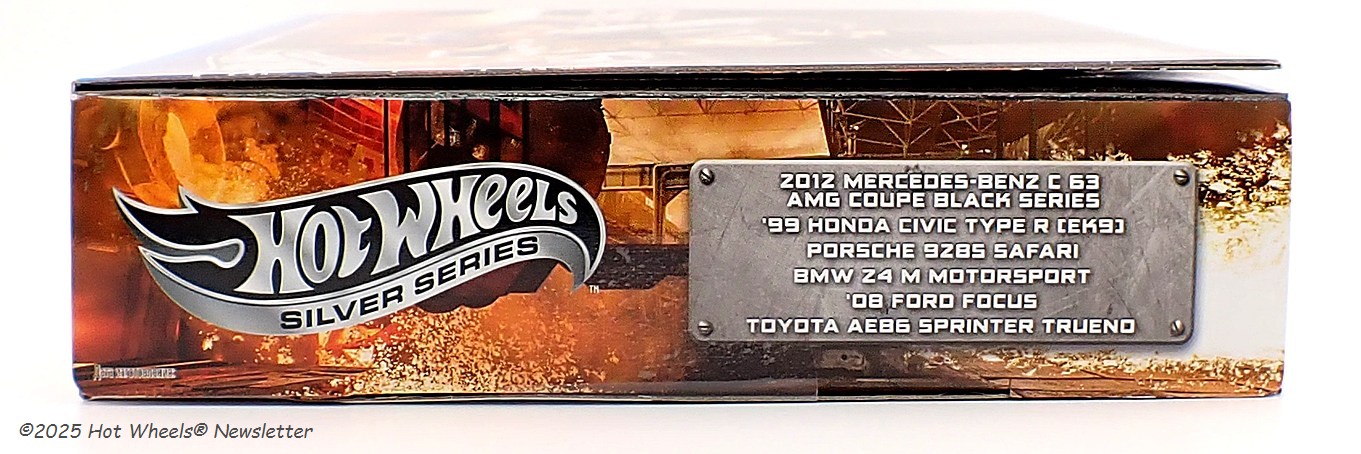 HOT WHEELS
SILVER SERIES
TM
2012 MERCEDES-BENZ C 63
AMG COUPE BLACK SERIES
'99 HONDA CIVIC TYPE R [EK9]
PORSCHE 928S SAFARI
BMW Z4 M MOTORSPORT
'08 FORD FOCUS
TOYOTA AE86 SPRINTER TRUENO
©2025 Hot Wheels® Newsletter